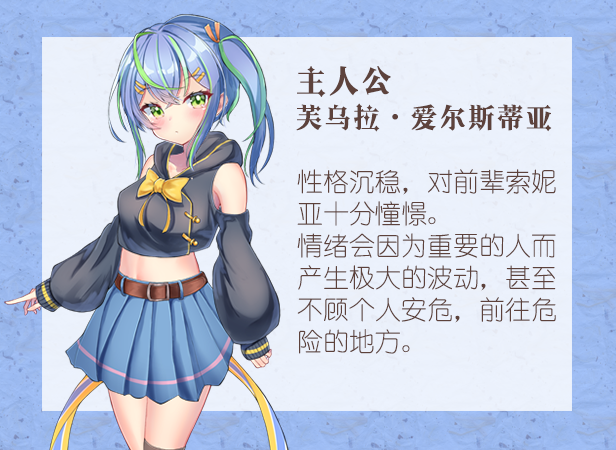 主人公
芙乌拉·爱尔斯蒂亚
性格沉稳，对前辈索妮
亚十分憧憬。
情绪会因为重要的人而
产生极大的波动，甚至
不顾个人安危，前往危
险的地方。